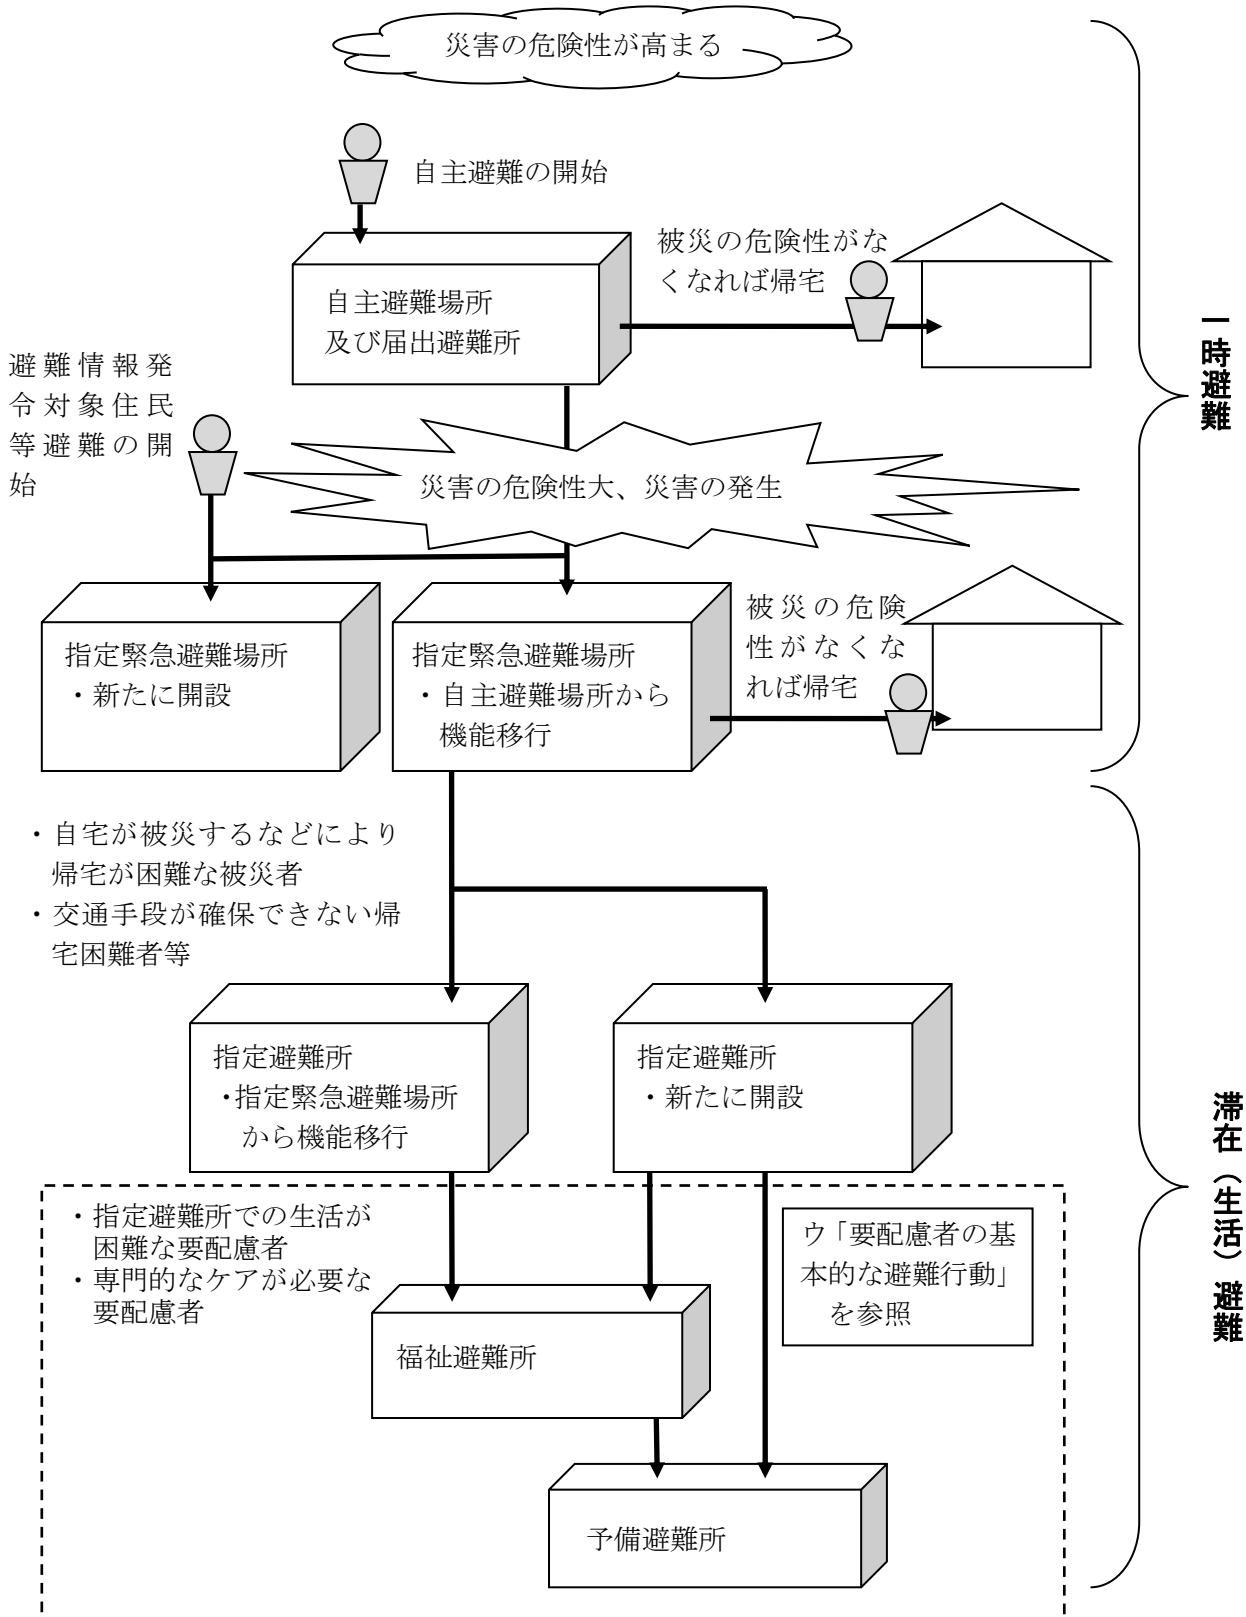 災害の危険性が高まる
自主避難の開始
被災の危険性がな
くなれば帰宅
自主避難場所
及び届出避難所
一時避難
避難情報発
令対象住民
等避難の開
始
災害の危険性大、災害の発生
指定緊急避難場所
・新たに開設
指定緊急避難場所
・自主避難場所から
機能移行
被災の危険
性がなくな
れば帰宅
・自宅が被災するなどにより
帰宅が困難な被災者
・交通手段が確保できない帰
宅困難者等
指定避難所
・指定緊急避難場所
から機能移行
指定避難所
・新たに開設
滞在（生活）避難
・指定避難所での生活が
困難な要配慮者
・専門的なケアが必要な
要配慮者
ウ「要配慮者の基
本的な避難行動」
を参照
福祉避難所
予備避難所